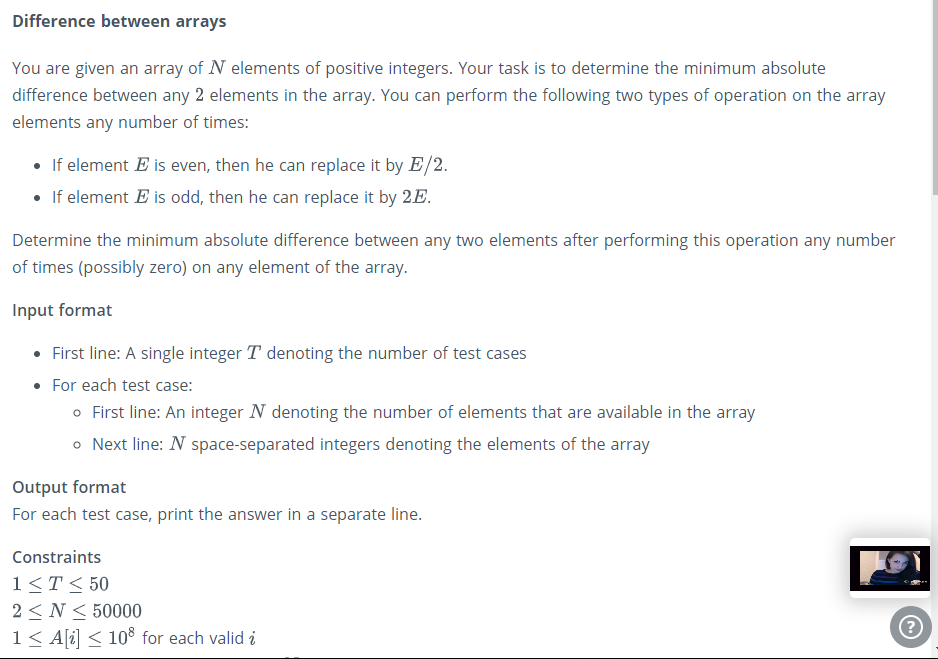 Difference between arrays
You are given an array of N elements of positive integers. Your task is to determine the minimum absolute
difference between any 2 elements in the array. You can perform the following two types of operation on the array
elements any number of times:
• If element E is even, then he can replace it by E/2.
• If element E is odd, then he can replace it by 2E.
Determine the minimum absolute difference between any two elements after performing this operation any number
of times (possibly zero) on any element of the array.
Input format
• First line: A single integer T denoting the number of test cases
• For each test case:
◦ First line: An integer N denoting the number of elements that are available in the array
◦ Next line: N space-separated integers denoting the elements of the array
Output format
For each test case, print the answer in a separate line.
Constraints
1 ≤ T ≤ 50
2 ≤ N ≤ 50000
1 ≤ A[i] ≤ 10⁸ for each valid i
?